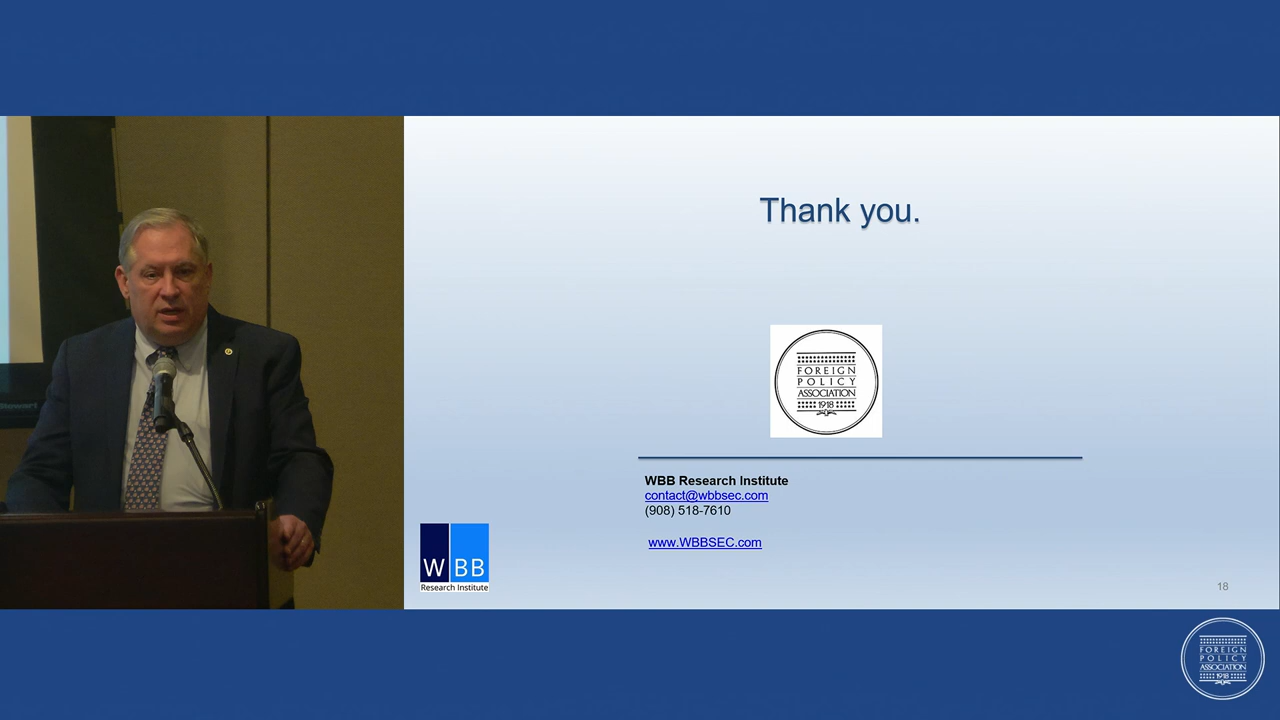 Thank you.
FOREIGN
POLICY
ASSOCIATION
1918
WBB Research Institute
contact@wbbsec.com
(908) 518-7610
www.WBBSEC.com
W BB
Research Institute
18
FOREIGN
POLICY
ASSOCIATION
1918